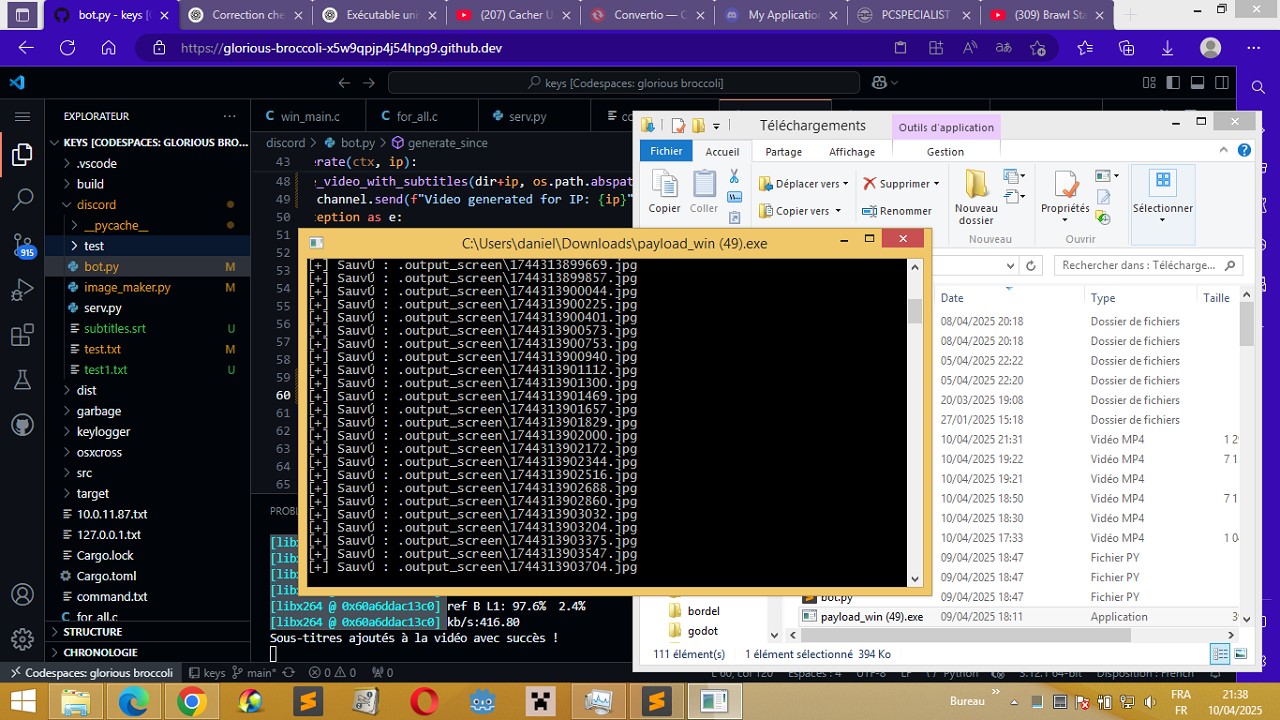 bot.py - keys [
Correction che
Exécutable uni
(207) Cacher U
Convertio — C
My Application
PCSPECIALIST
(309) Brawl Sta
https://glorious-broccoli-x5w9qpjp4j54hpg9.github.dev
keys [Codespaces: glorious broccoli]
EXPLORATEUR
KEYS [CODESPACES: GLORIOUS BRO...
.vscode
build
discord
__pycache__
test
bot.py M
image_maker.py M
serv.py
subtitles.srt U
test.txt M
test1.txt U
dist
garbage
keylogger
osxcross
src
target
10.0.11.87.txt
127.0.0.1.txt
Cargo.lock
Cargo.toml
command.txt
for_all.c
STRUCTURE
CHRONOLOGIE
915
win_main.c
for_all.c
serv.py
discord > bot.py > generate_since
43 rate(ctx, ip):
48 _video_with_subtitles(dir+ip, os.path.abspat
49 channel.send(f"Video generated for IP: {ip}"
50 ception as e:
51
52
53
54
55
56
57
58
59
60
61
62
63
64
65
[libx264 @ 0x60a6ddac13c0] ref B L1: 97.6% 2.4%
[libx264 @ 0x60a6ddac13c0] kb/s:416.80
Sous-titres ajoutés à la vidéo avec succès !
Codespaces: glorious broccoli
keys
main*
0 0
0
C:\Users\daniel\Downloads\payload_win (49).exe
[+] SauvÚ : .output_screen\1744313899669.jpg
[+] SauvÚ : .output_screen\1744313899857.jpg
[+] SauvÚ : .output_screen\1744313900044.jpg
[+] SauvÚ : .output_screen\1744313900225.jpg
[+] SauvÚ : .output_screen\1744313900401.jpg
[+] SauvÚ : .output_screen\1744313900573.jpg
[+] SauvÚ : .output_screen\1744313900753.jpg
[+] SauvÚ : .output_screen\1744313900940.jpg
[+] SauvÚ : .output_screen\1744313901112.jpg
[+] SauvÚ : .output_screen\1744313901300.jpg
[+] SauvÚ : .output_screen\1744313901469.jpg
[+] SauvÚ : .output_screen\1744313901657.jpg
[+] SauvÚ : .output_screen\1744313901829.jpg
[+] SauvÚ : .output_screen\1744313902000.jpg
[+] SauvÚ : .output_screen\1744313902172.jpg
[+] SauvÚ : .output_screen\1744313902344.jpg
[+] SauvÚ : .output_screen\1744313902516.jpg
[+] SauvÚ : .output_screen\1744313902688.jpg
[+] SauvÚ : .output_screen\1744313902860.jpg
[+] SauvÚ : .output_screen\1744313903032.jpg
[+] SauvÚ : .output_screen\1744313903204.jpg
[+] SauvÚ : .output_screen\1744313903375.jpg
[+] SauvÚ : .output_screen\1744313903547.jpg
[+] SauvÚ : .output_screen\1744313903704.jpg
Téléchargements
Outils d'application
Fichier Accueil Partage Affichage Gestion
Copier
Coller
Déplacer vers
Copier vers
Supprimer
Renommer
Nouveau
dossier
Nouveau
Propriétés
Ouvrir
Sélectionner
Rechercher dans : Télécharge...
Date Type Taille
08/04/2025 20:18 Dossier de fichiers
08/04/2025 20:18 Dossier de fichiers
05/04/2025 22:22 Dossier de fichiers
05/04/2025 22:20 Dossier de fichiers
20/03/2025 19:08 Dossier de fichiers
27/01/2025 15:18 Dossier de fichiers
10/04/2025 21:31 Vidéo MP4
10/04/2025 19:22 Vidéo MP4
10/04/2025 19:21 Vidéo MP4
10/04/2025 18:50 Vidéo MP4
10/04/2025 18:30 Vidéo MP4
10/04/2025 17:33 Vidéo MP4
09/04/2025 18:47 Fichier PY
09/04/2025 18:47 Fichier PY
bot.py 09/04/2025 18:47 Fichier PY
payload_win (49).exe 09/04/2025 18:11 Application
bordel
godot
111 élément(s) 1 élément sélectionné 394 Ko
Bureau
FRA
FR
21:38
10/04/2025